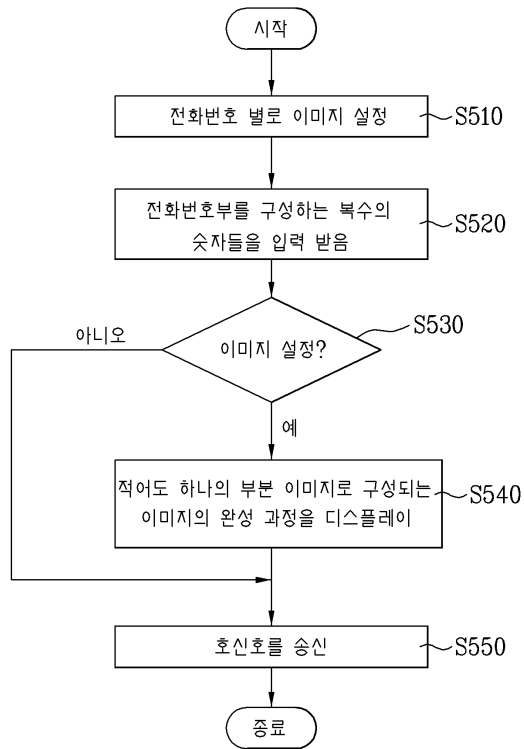 시작
전화번호 별로 이미지 설정
S510
전화번호부를 구성하는 복수의
숫자들을 입력 받음
S520
이미지 설정?
S530
아니오
예
적어도 하나의 부분 이미지로 구성되는
이미지의 완성 과정을 디스플레이
S540
호신호를 송신
S550
종료